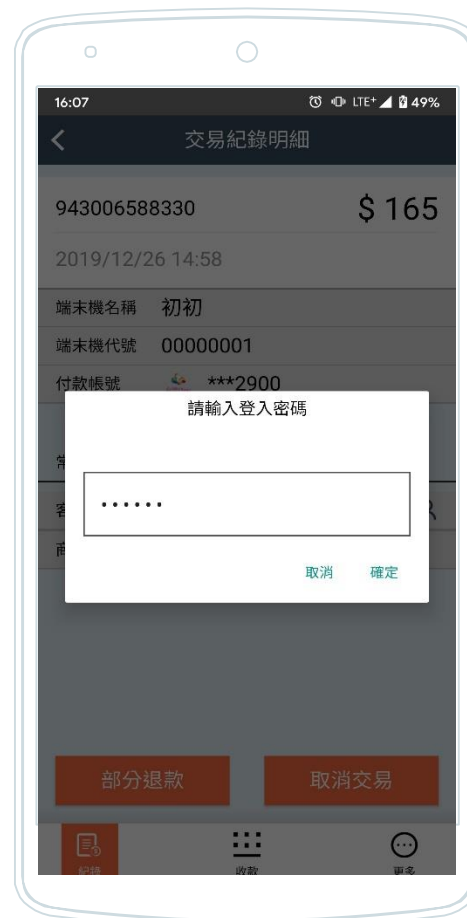 16:07 LTE+ 49%
交易紀錄明細
943006588330 $ 165
2019/12/26 14:58
端末機名稱 初初
端末機代號 00000001
付款帳號 ***2900
請輸入登入密碼
••••••
取消 確定
部分退款 取消交易
收款 更多